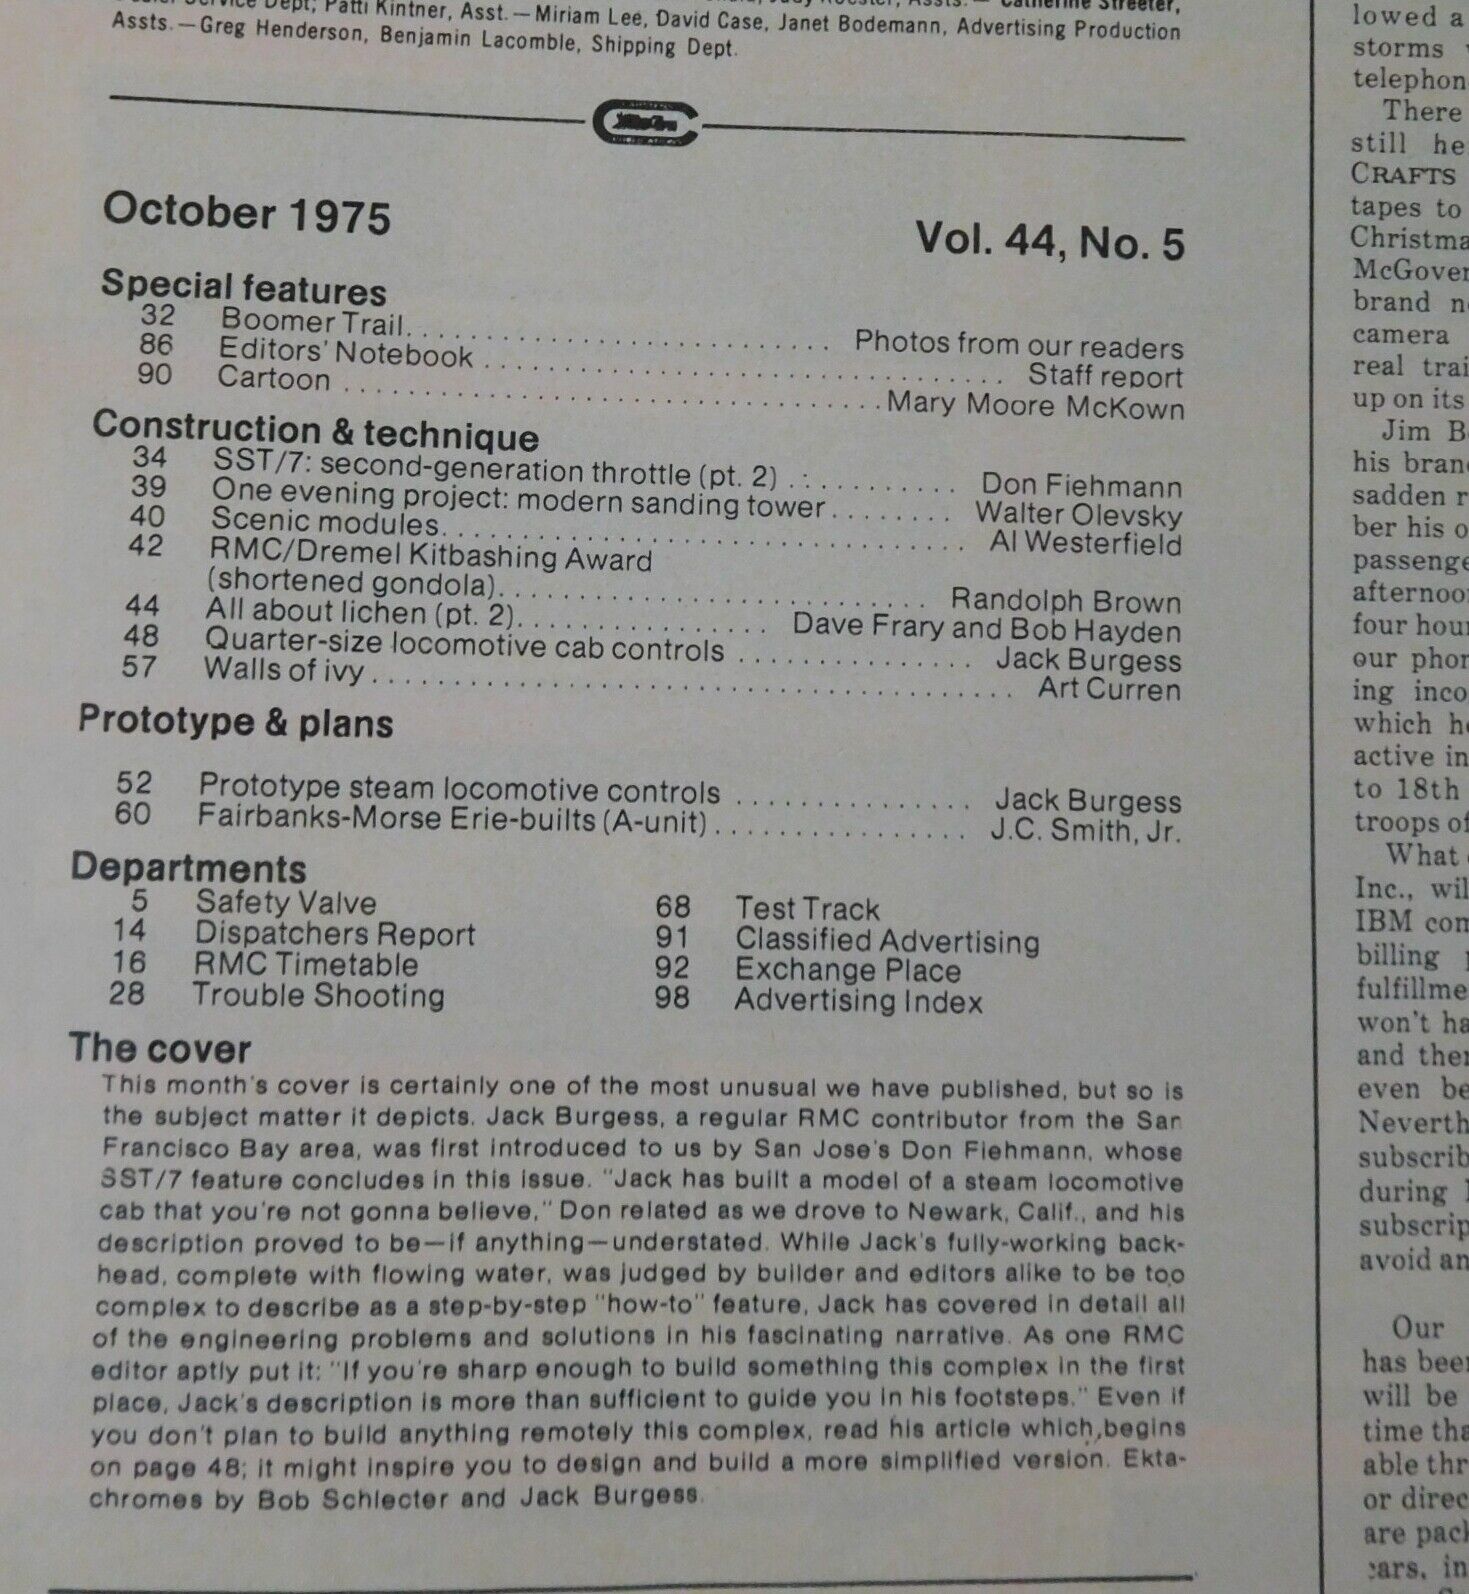 Service Dept; Patti Kintner, Asst.—Miriam Lee, David Case, Janet Bodemann, Advertising Production
Assts.—Greg Henderson, Benjamin Lacomble, Shipping Dept.
October 1975
Vol. 44, No. 5
Special features
32 Boomer Trail. . . . . . . . . . . . . . . . . . . . . . . . . . . . . . Photos from our readers
86 Editors' Notebook . . . . . . . . . . . . . . . . . . . . . . . . . . . . . . . . . . . . Staff report
90 Cartoon . . . . . . . . . . . . . . . . . . . . . . . . . . . . . . . . . . . . . Mary Moore McKown
Construction & technique
34 SST/7: second-generation throttle (pt. 2) . . . . . . . . . . . Don Fiehmann
39 One evening project: modern sanding tower. . . . . . . . Walter Olevsky
40 Scenic modules. . . . . . . . . . . . . . . . . . . . . . . . . . . . . . . . . Al Westerfield
42 RMC/Dremel Kitbashing Award
(shortened gondola). . . . . . . . . . . . . . . . . . . . . . . . . . . Randolph Brown
44 All about lichen (pt. 2). . . . . . . . . . . . . . . . Dave Frary and Bob Hayden
48 Quarter-size locomotive cab controls . . . . . . . . . . . . . . . Jack Burgess
57 Walls of ivy . . . . . . . . . . . . . . . . . . . . . . . . . . . . . . . . . . . . . . . . Art Curren
Prototype & plans
52 Prototype steam locomotive controls . . . . . . . . . . . . . . . Jack Burgess
60 Fairbanks-Morse Erie-builts (A-unit). . . . . . . . . . . . . . . . J.C. Smith, Jr.
Departments
5 Safety Valve
14 Dispatchers Report
16 RMC Timetable
28 Trouble Shooting
68 Test Track
91 Classified Advertising
92 Exchange Place
98 Advertising Index
The cover
This month's cover is certainly one of the most unusual we have published, but so is
the subject matter it depicts. Jack Burgess, a regular RMC contributor from the San
Francisco Bay area, was first introduced to us by San Jose's Don Fiehmann, whose
SST/7 feature concludes in this issue. "Jack has built a model of a steam locomotive
cab that you're not gonna believe," Don related as we drove to Newark, Calif., and his
description proved to be—if anything—understated. While Jack's fully-working back-
head, complete with flowing water, was judged by builder and editors alike to be too
complex to describe as a step-by-step "how-to" feature, Jack has covered in detail all
of the engineering problems and solutions in his fascinating narrative. As one RMC
editor aptly put it: "If you're sharp enough to build something this complex in the first
place, Jack's description is more than sufficient to guide you in his footsteps." Even if
you don't plan to build anything remotely this complex, read his article which begins
on page 48; it might inspire you to design and build a more simplified version. Ekta-
chromes by Bob Schlecter and Jack Burgess.
lowed a
storms
telephon
There
still he
CRAFTS
tapes to
Christma
McGover
brand n
camera
real trai
up on its
Jim B
his bran
sadden r
ber his o
passenge
afternoo
four hour
our phon
ing inco
which h
active in
to 18th
troops of
What
Inc., wil
IBM com
billing
fulfillme
won't ha
and ther
even be
Neverth
subscrib
during
subscrip
avoid an
Our
has been
will be
time tha
able thr
or direc
are pack
ears, in